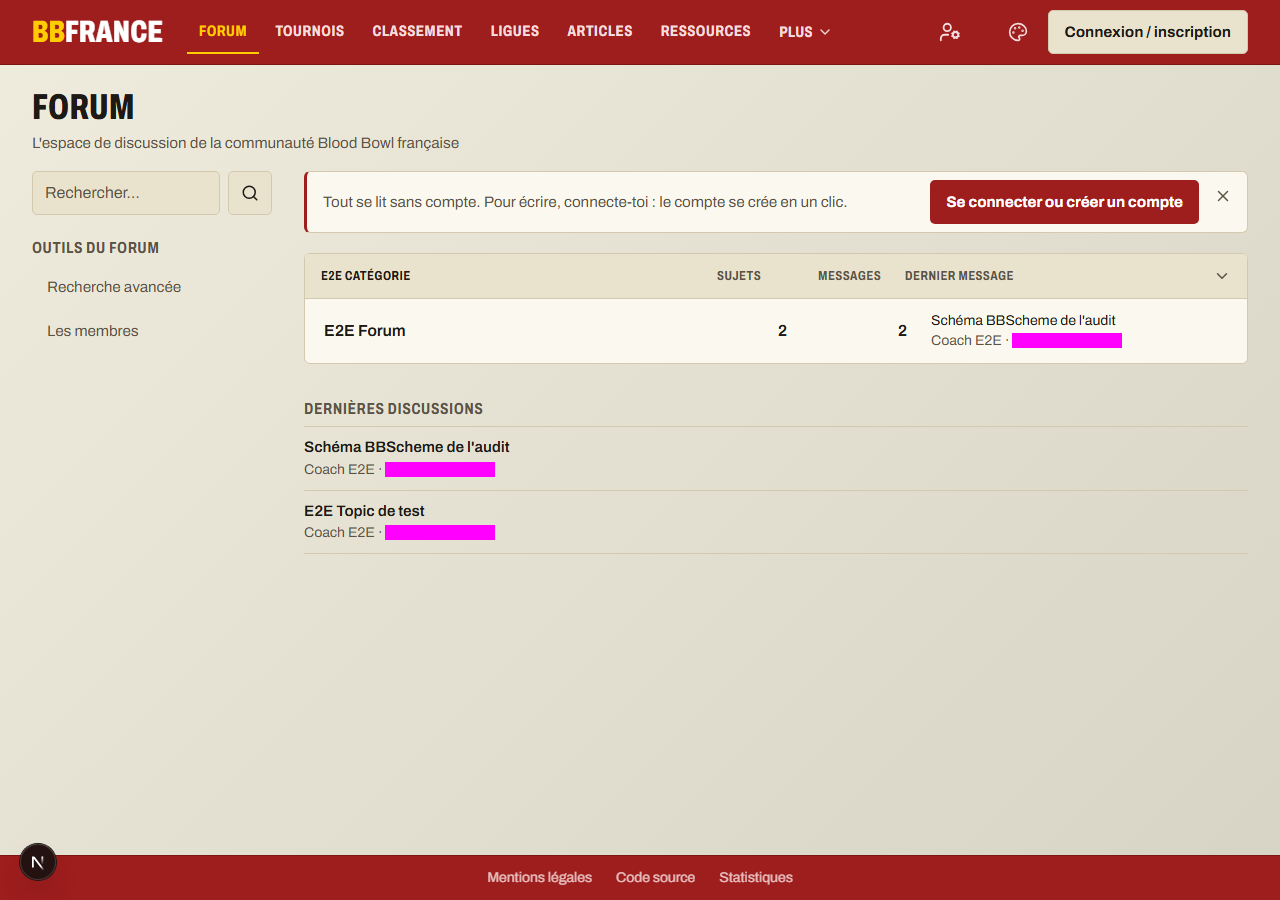 BBFRANCE FORUM TOURNOIS CLASSEMENT LIGUES ARTICLES RESSOURCES PLUS Connexion / inscription
FORUM
L'espace de discussion de la communauté Blood Bowl française
Rechercher...
Tout se lit sans compte. Pour écrire, connecte-toi : le compte se crée en un clic. Se connecter ou créer un compte
OUTILS DU FORUM
Recherche avancée
Les membres
E2E CATÉGORIE SUJETS MESSAGES DERNIER MESSAGE
E2E Forum 2 2 Schéma BBScheme de l'audit
Coach E2E ·
DERNIÈRES DISCUSSIONS
Schéma BBScheme de l'audit
Coach E2E ·
E2E Topic de test
Coach E2E ·
N
Mentions légales Code source Statistiques